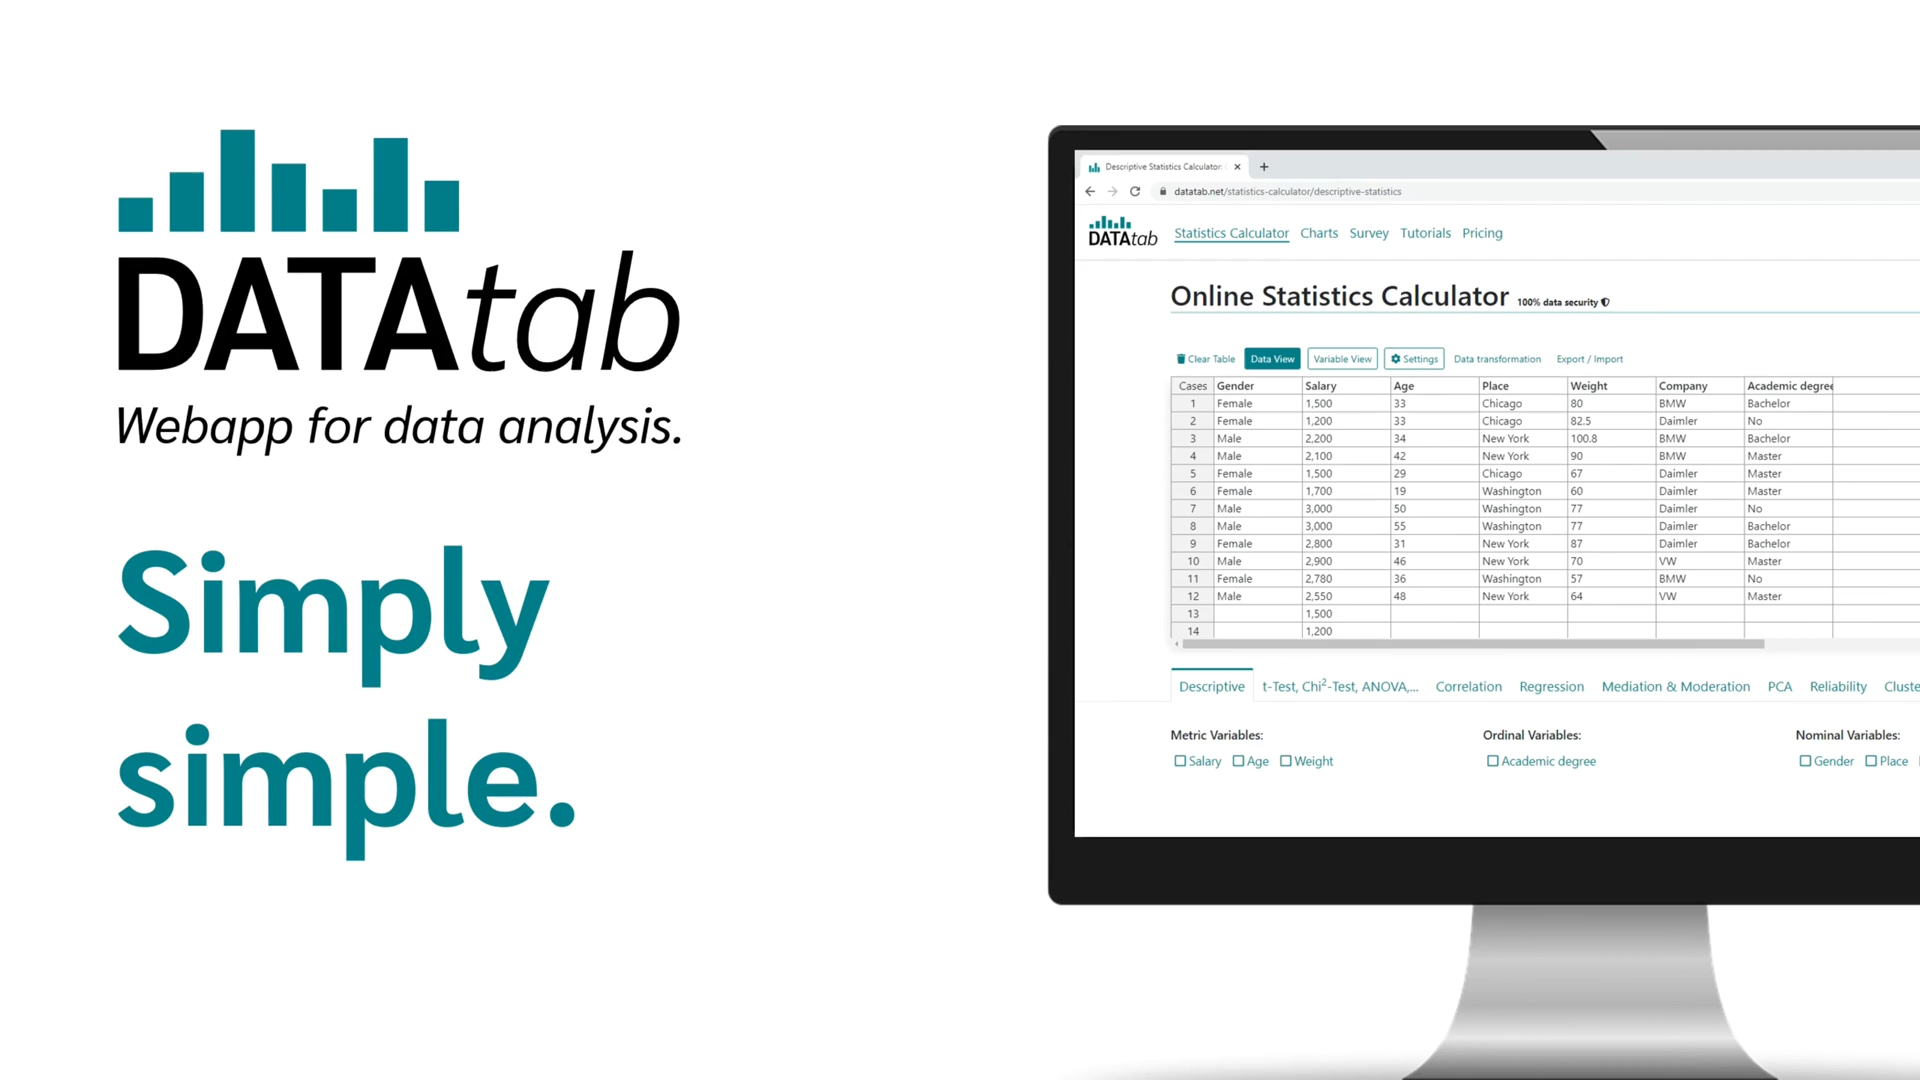 DATAtab
Webapp for data analysis.
Simply
simple.
Descriptive Statistics Calculator:
datatab.net/statistics-calculator/descriptive-statistics
DATAtab Statistics Calculator Charts Survey Tutorials Pricing
Online Statistics Calculator 100% data security
Clear Table Data View Variable View Settings Data transformation Export / Import
Cases Gender Salary Age Place Weight Company Academic degree
1 Female 1,500 33 Chicago 80 BMW Bachelor
2 Female 1,200 33 Chicago 82.5 Daimler No
3 Male 2,200 34 New York 100.8 BMW Bachelor
4 Male 2,100 42 New York 90 BMW Master
5 Female 1,500 29 Chicago 67 Daimler Master
6 Female 1,700 19 Washington 60 Daimler Master
7 Male 3,000 50 Washington 77 Daimler No
8 Male 3,000 55 Washington 77 Daimler Bachelor
9 Female 2,800 31 New York 87 Daimler Bachelor
10 Male 2,900 46 New York 70 VW Master
11 Female 2,780 36 Washington 57 BMW No
12 Male 2,550 48 New York 64 VW Master
13 1,500
14 1,200
Descriptive t-Test, Chi²-Test, ANOVA,... Correlation Regression Mediation & Moderation PCA Reliability Cluste
Metric Variables: Ordinal Variables: Nominal Variables:
Salary Age Weight Academic degree Gender Place